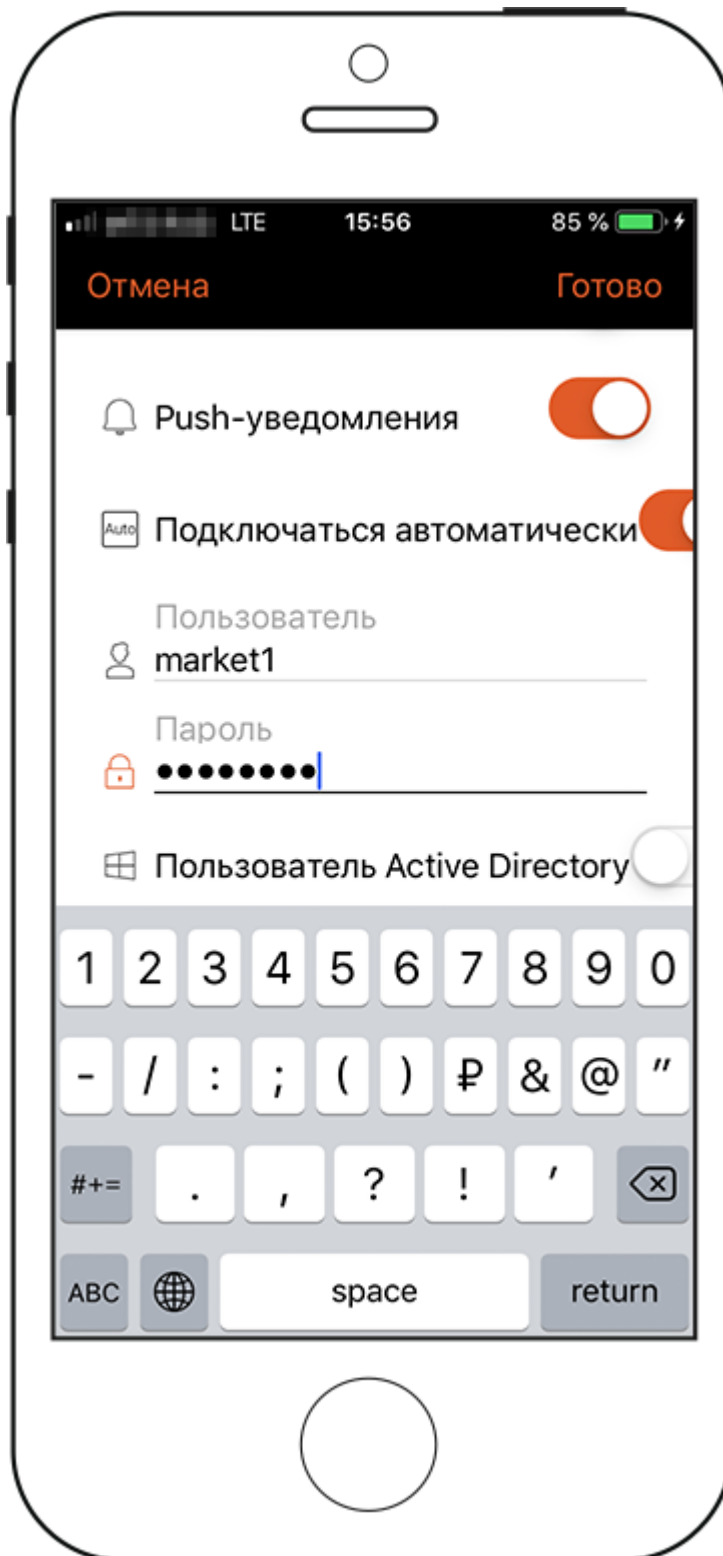 LTE 15:56 85 %
Отмена Готово
Push-уведомления
Auto Подключаться автоматически
Пользователь
market1
Пароль
Пользователь Active Directory
1 2 3 4 5 6 7 8 9 0
- / : ; ( ) ₽ & @ "
#+= . , ? ! '
ABC space return